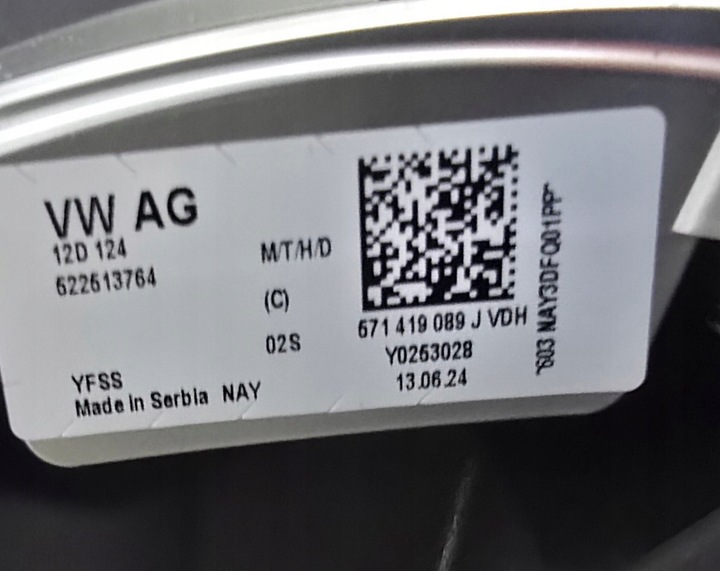 VW AG
12D 124
622613764
M/T/H/D
(C)
02S
YFSS
Made in Serbia NAY
571 419 089 J VDH
Y0253028
13.06.24
*603 NAY3DFQ01PP*